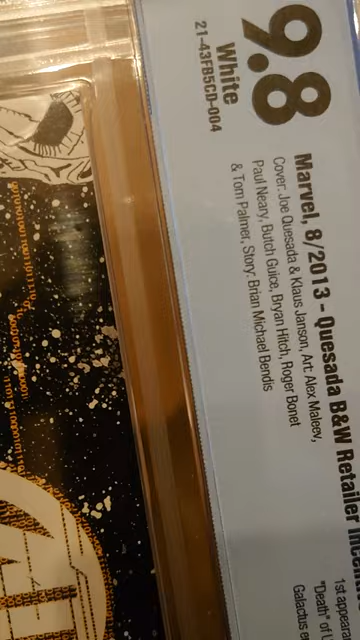 9.8
White
21-43FB5CD-004
Marvel, 8/2013 - Quesada B&W Retailer
Cover: Joe Quesada & Klaus Janson, Art: Alex Maleev,
Paul Neary, Butch Guice, Bryan Hitch, Roger Bonet
& Tom Palmer, Story: Brian Michael Bendis
1st
"Death" of
Galactus